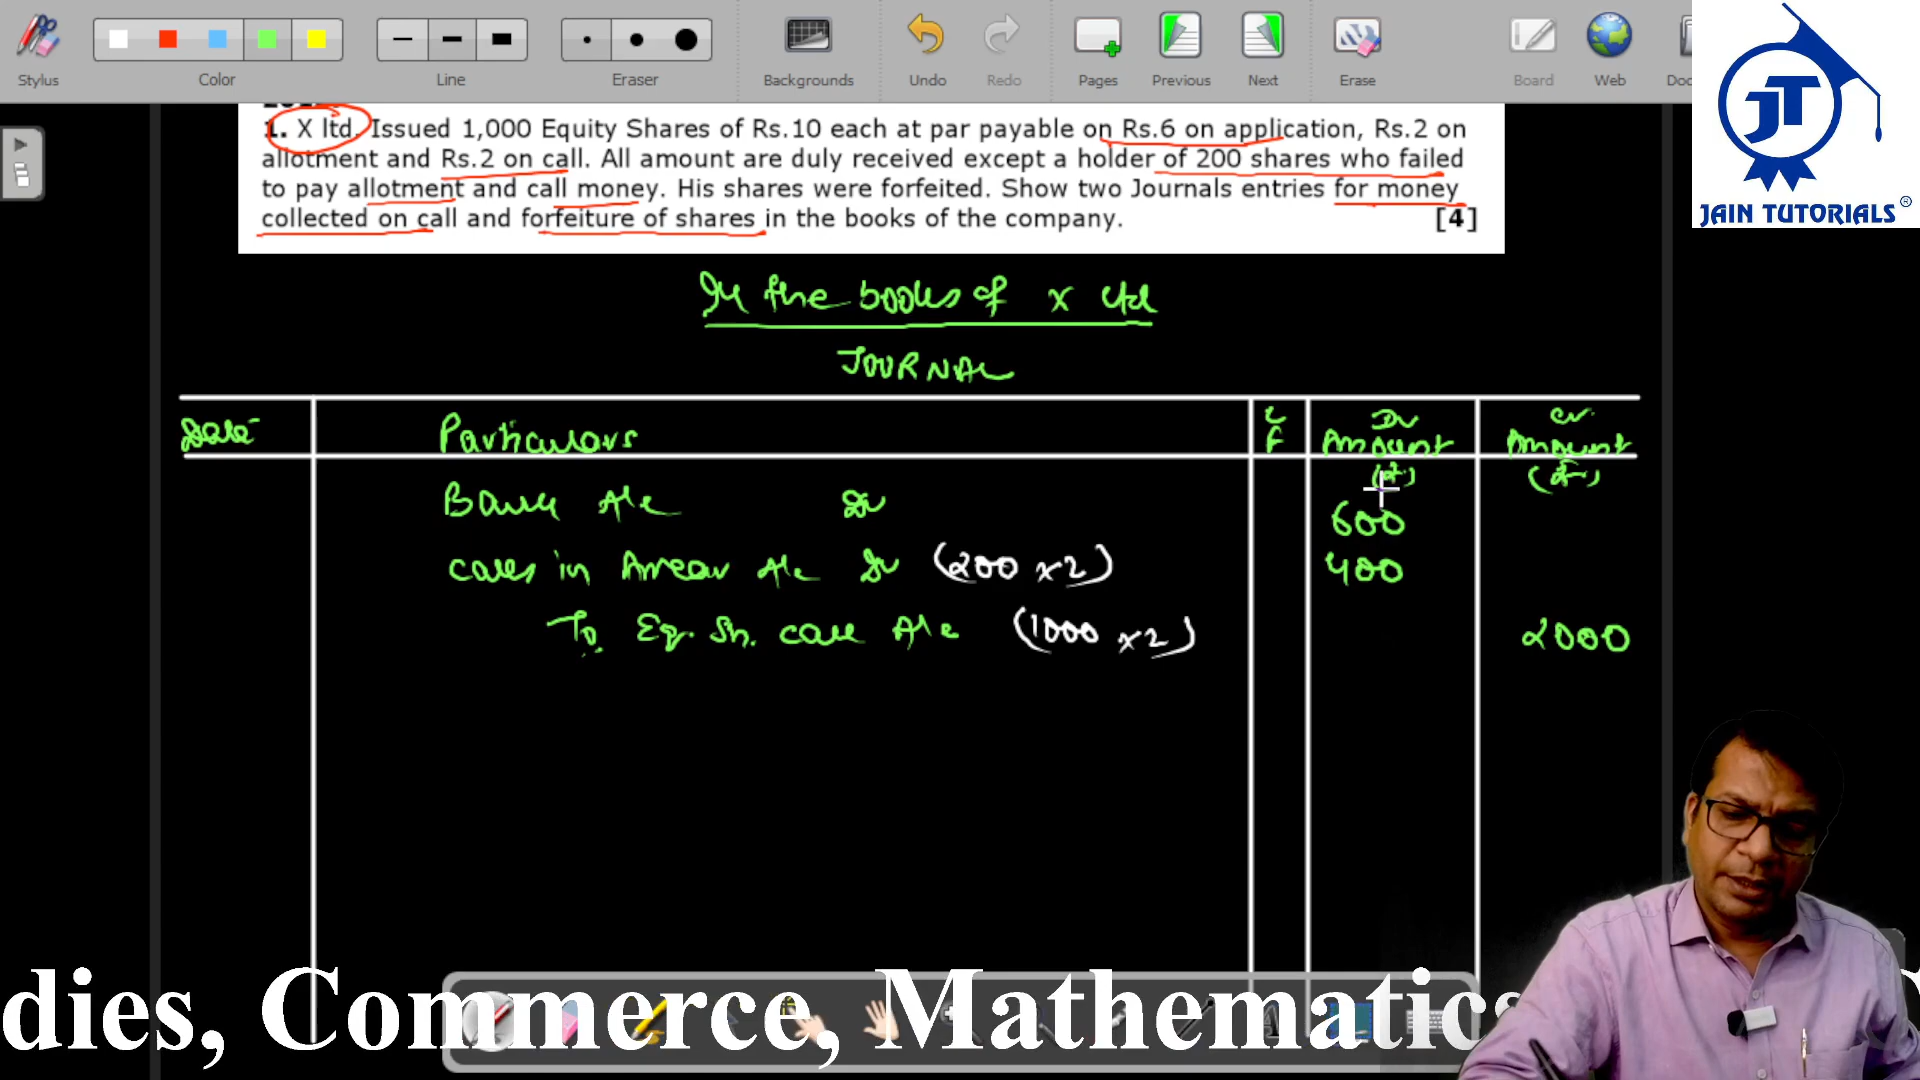 Stylus
Color
Line
Eraser
Backgrounds
Undo
Redo
Pages
Previous
Next
Erase
Board
Web
JT
JAIN TUTORIALS®
1. X ltd. Issued 1,000 Equity Shares of Rs.10 each at par payable on Rs.6 on application, Rs.2 on
allotment and Rs.2 on call. All amount are duly received except a holder of 200 shares who failed
to pay allotment and call money. His shares were forfeited. Show two Journals entries for money
collected on call and forfeiture of shares in the books of the company. [4]
In the books of X Ltd
JOURNAL
Date Particulars L F Dr Amount (₹) Cr Amount (₹)
Bank A/c Dr 600
Calls in Arrear A/c Dr (200 x 2) 400
To Eq. Sh. Call A/c (1000 x 2) 2000
dies, Commerce, Mathematics